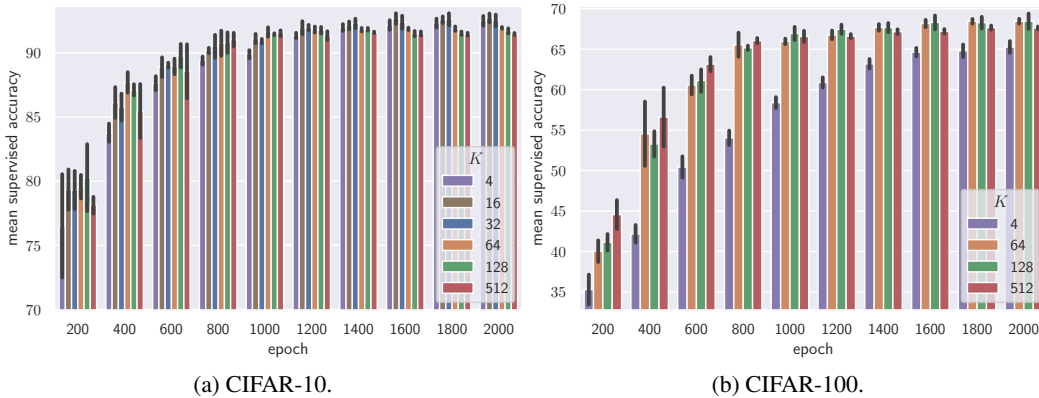 mean supervised accuracy
90
85
80
75
70
K
4
16
32
64
128
512
200 400 600 800 1000 1200 1400 1600 1800 2000
epoch
(a) CIFAR-10.
mean supervised accuracy
70
65
60
55
50
45
40
35
K
4
64
128
512
200 400 600 800 1000 1200 1400 1600 1800 2000
epoch
(b) CIFAR-100.